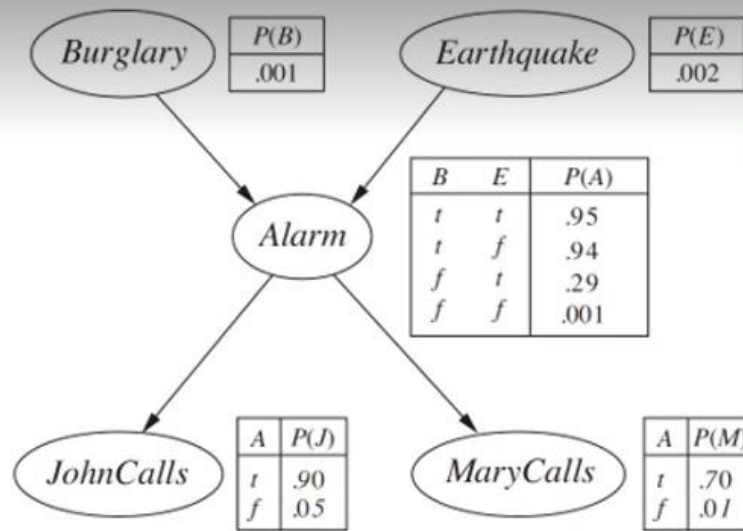 Burglary
P(B)
.001
Earthquake
P(E)
.002
Alarm
B E P(A)
t t .95
t f .94
f t .29
f f .001
JohnCalls
A P(J)
t .90
f .05
MaryCalls
A P(M)
t .70
f .01